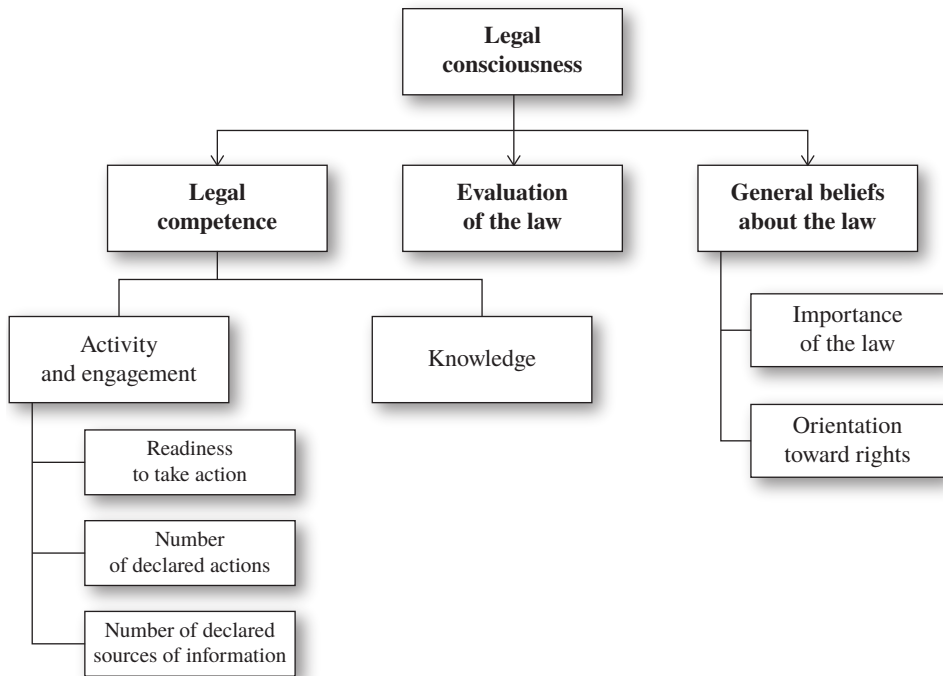 Legal
consciousness
Legal
competence
Evaluation
of the law
General beliefs
about the law
Activity
and engagement
Knowledge
Importance
of the law
Orientation
toward rights
Readiness
to take action
Number
of declared actions
Number of declared
sources of information